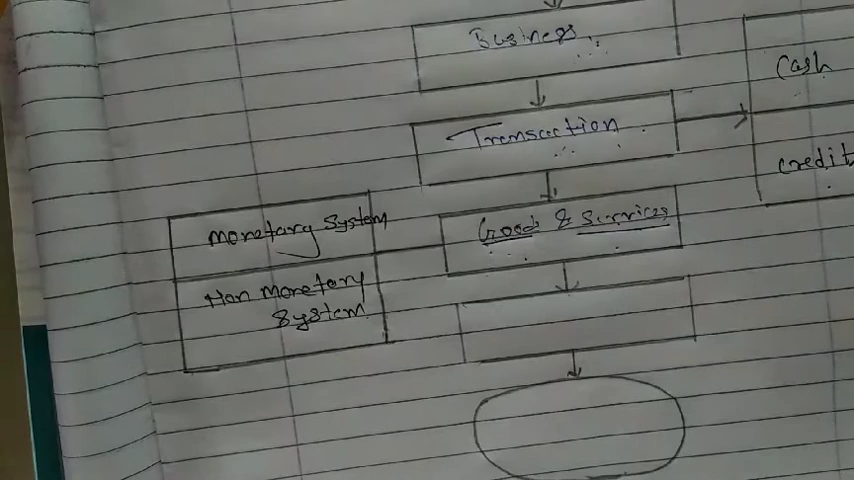 Business
Transaction
Cash
credit
Goods & Services
Monetary System
Non monetary
System